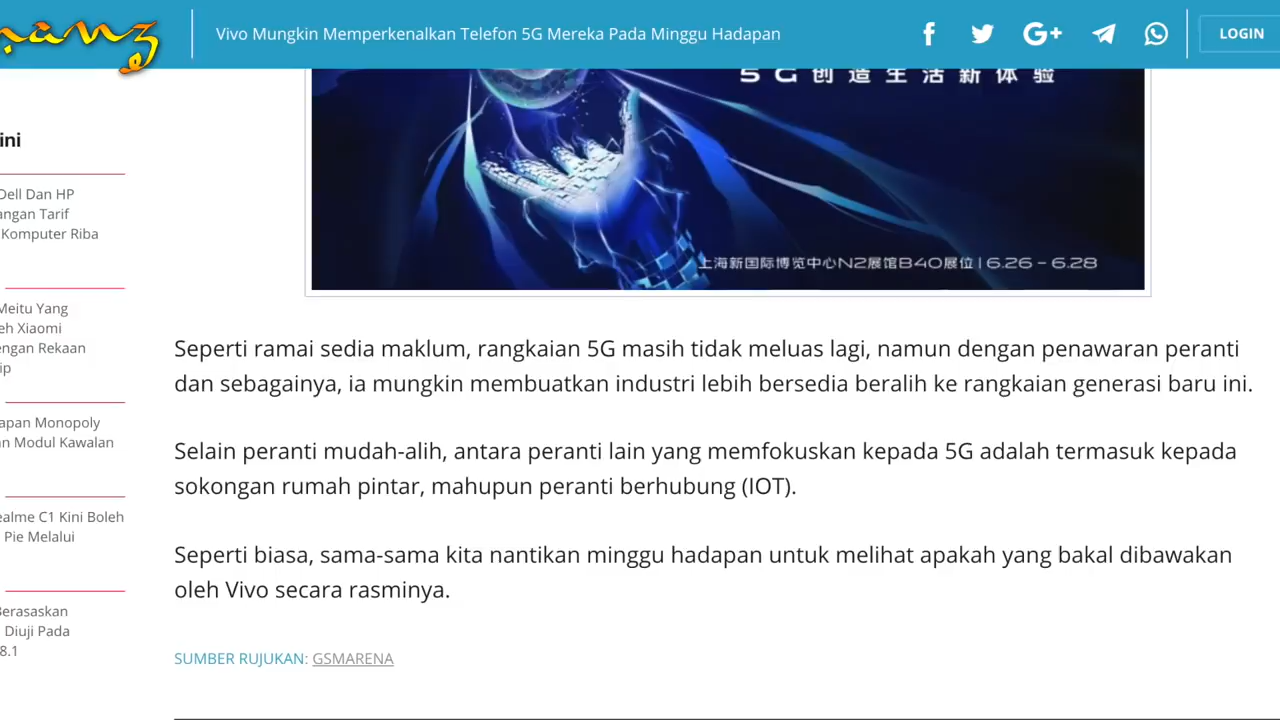 Vivo Mungkin Memperkenalkan Telefon 5G Mereka Pada Minggu Hadapan
LOGIN
5G创造生活新体验
上海新国际博览中心N2展馆B40展位 | 6.26 - 6.28
ini
Dell Dan HP
angan Tarif
Komputer Riba
Meitu Yang
eh Xiaomi
engan Rekaan
ip
apan Monopoly
n Modul Kawalan
ealme C1 Kini Boleh
Pie Melalui
Berasaskan
Diuji Pada
8.1
Seperti ramai sedia maklum, rangkaian 5G masih tidak meluas lagi, namun dengan penawaran peranti
dan sebagainya, ia mungkin membuatkan industri lebih bersedia beralih ke rangkaian generasi baru ini.
Selain peranti mudah-alih, antara peranti lain yang memfokuskan kepada 5G adalah termasuk kepada
sokongan rumah pintar, mahupun peranti berhubung (IOT).
Seperti biasa, sama-sama kita nantikan minggu hadapan untuk melihat apakah yang bakal dibawakan
oleh Vivo secara rasminya.
SUMBER RUJUKAN: GSMARENA